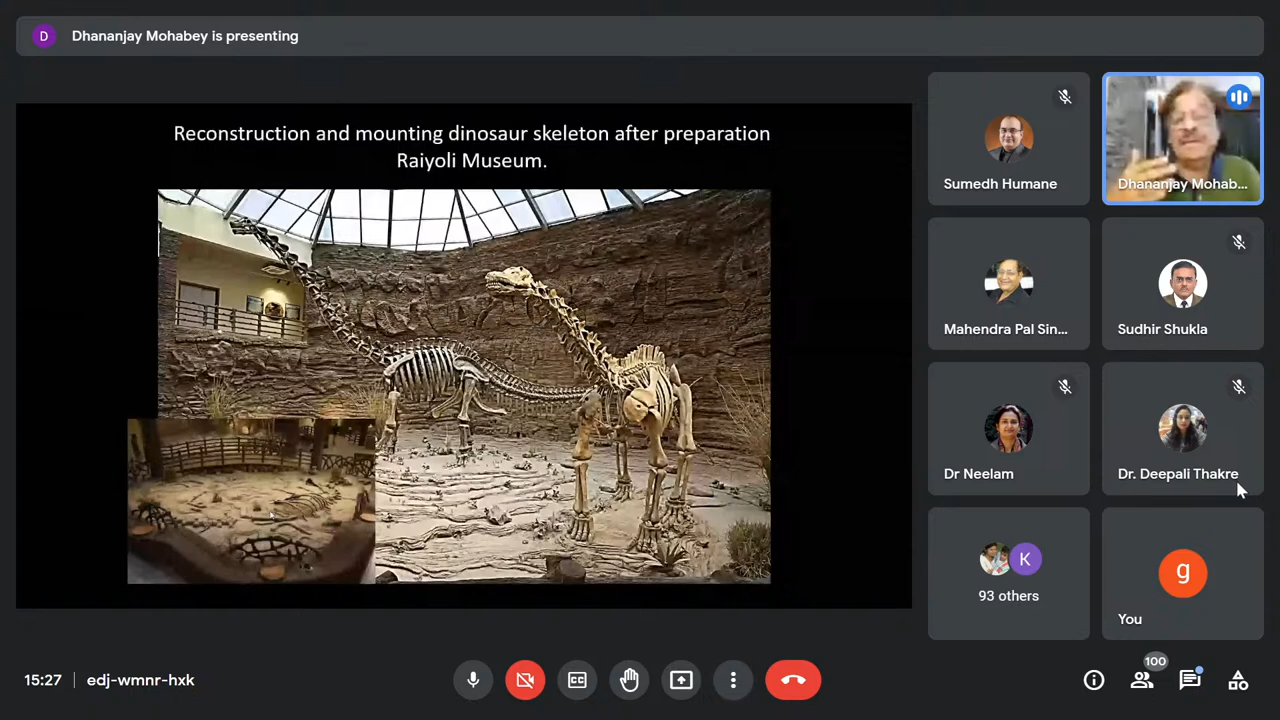 D
Dhananjay Mohabey is presenting
Reconstruction and mounting dinosaur skeleton after preparation
Raiyoli Museum.
Sumedh Humane
Dhananjay Mohab...
Mahendra Pal Sin...
Sudhir Shukla
Dr Neelam
Dr. Deepali Thakre
K
93 others
g
You
15:27
edj-wmnr-hxk
CC
100